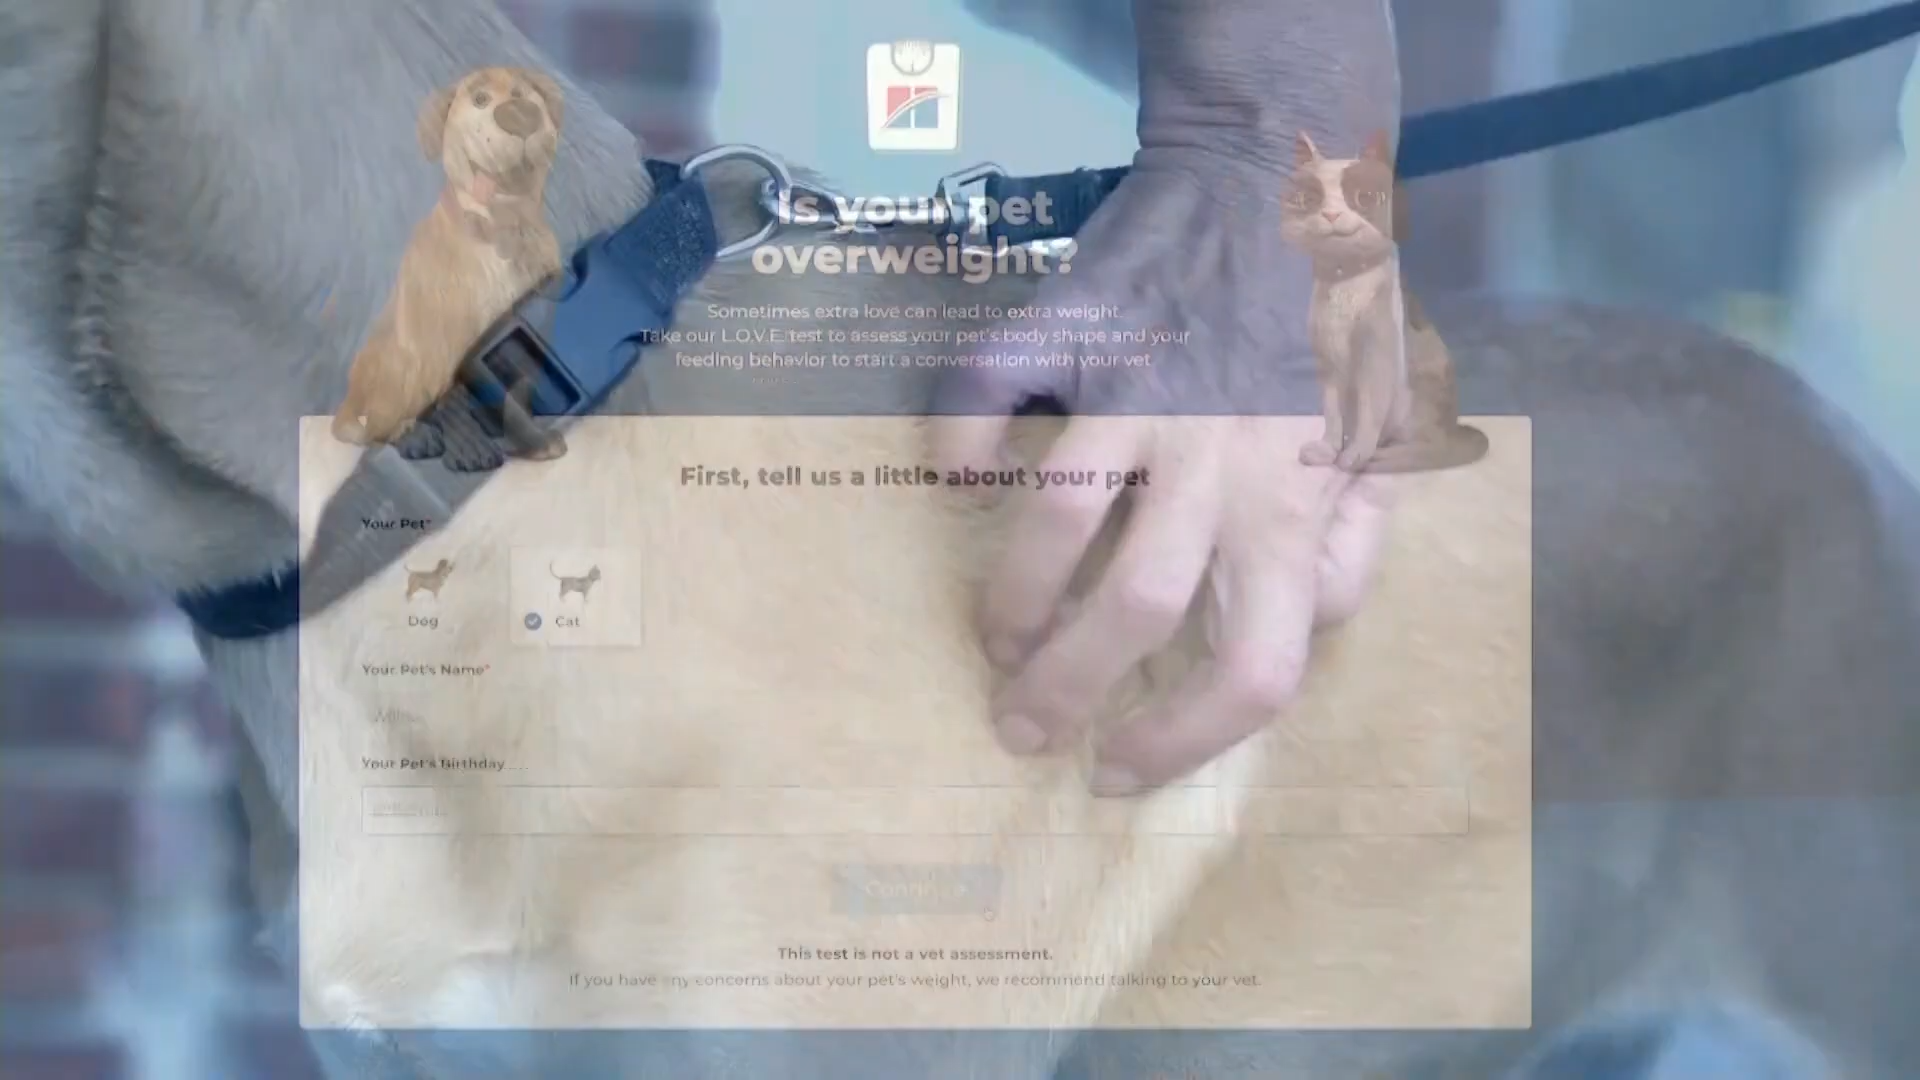 Is your pet
overweight?
Sometimes extra love can lead to extra weight.
Take our L.O.V.E test to assess your pet's body shape and your
feeding behavior to start a conversation with your vet
First, tell us a little about your pet
Your Pet*
Dog
Cat
Your Pet's Name*
Your Pet's Birthday
Continue
This test is not a vet assessment.
If you have any concerns about your pet's weight, we recommend talking to your vet.